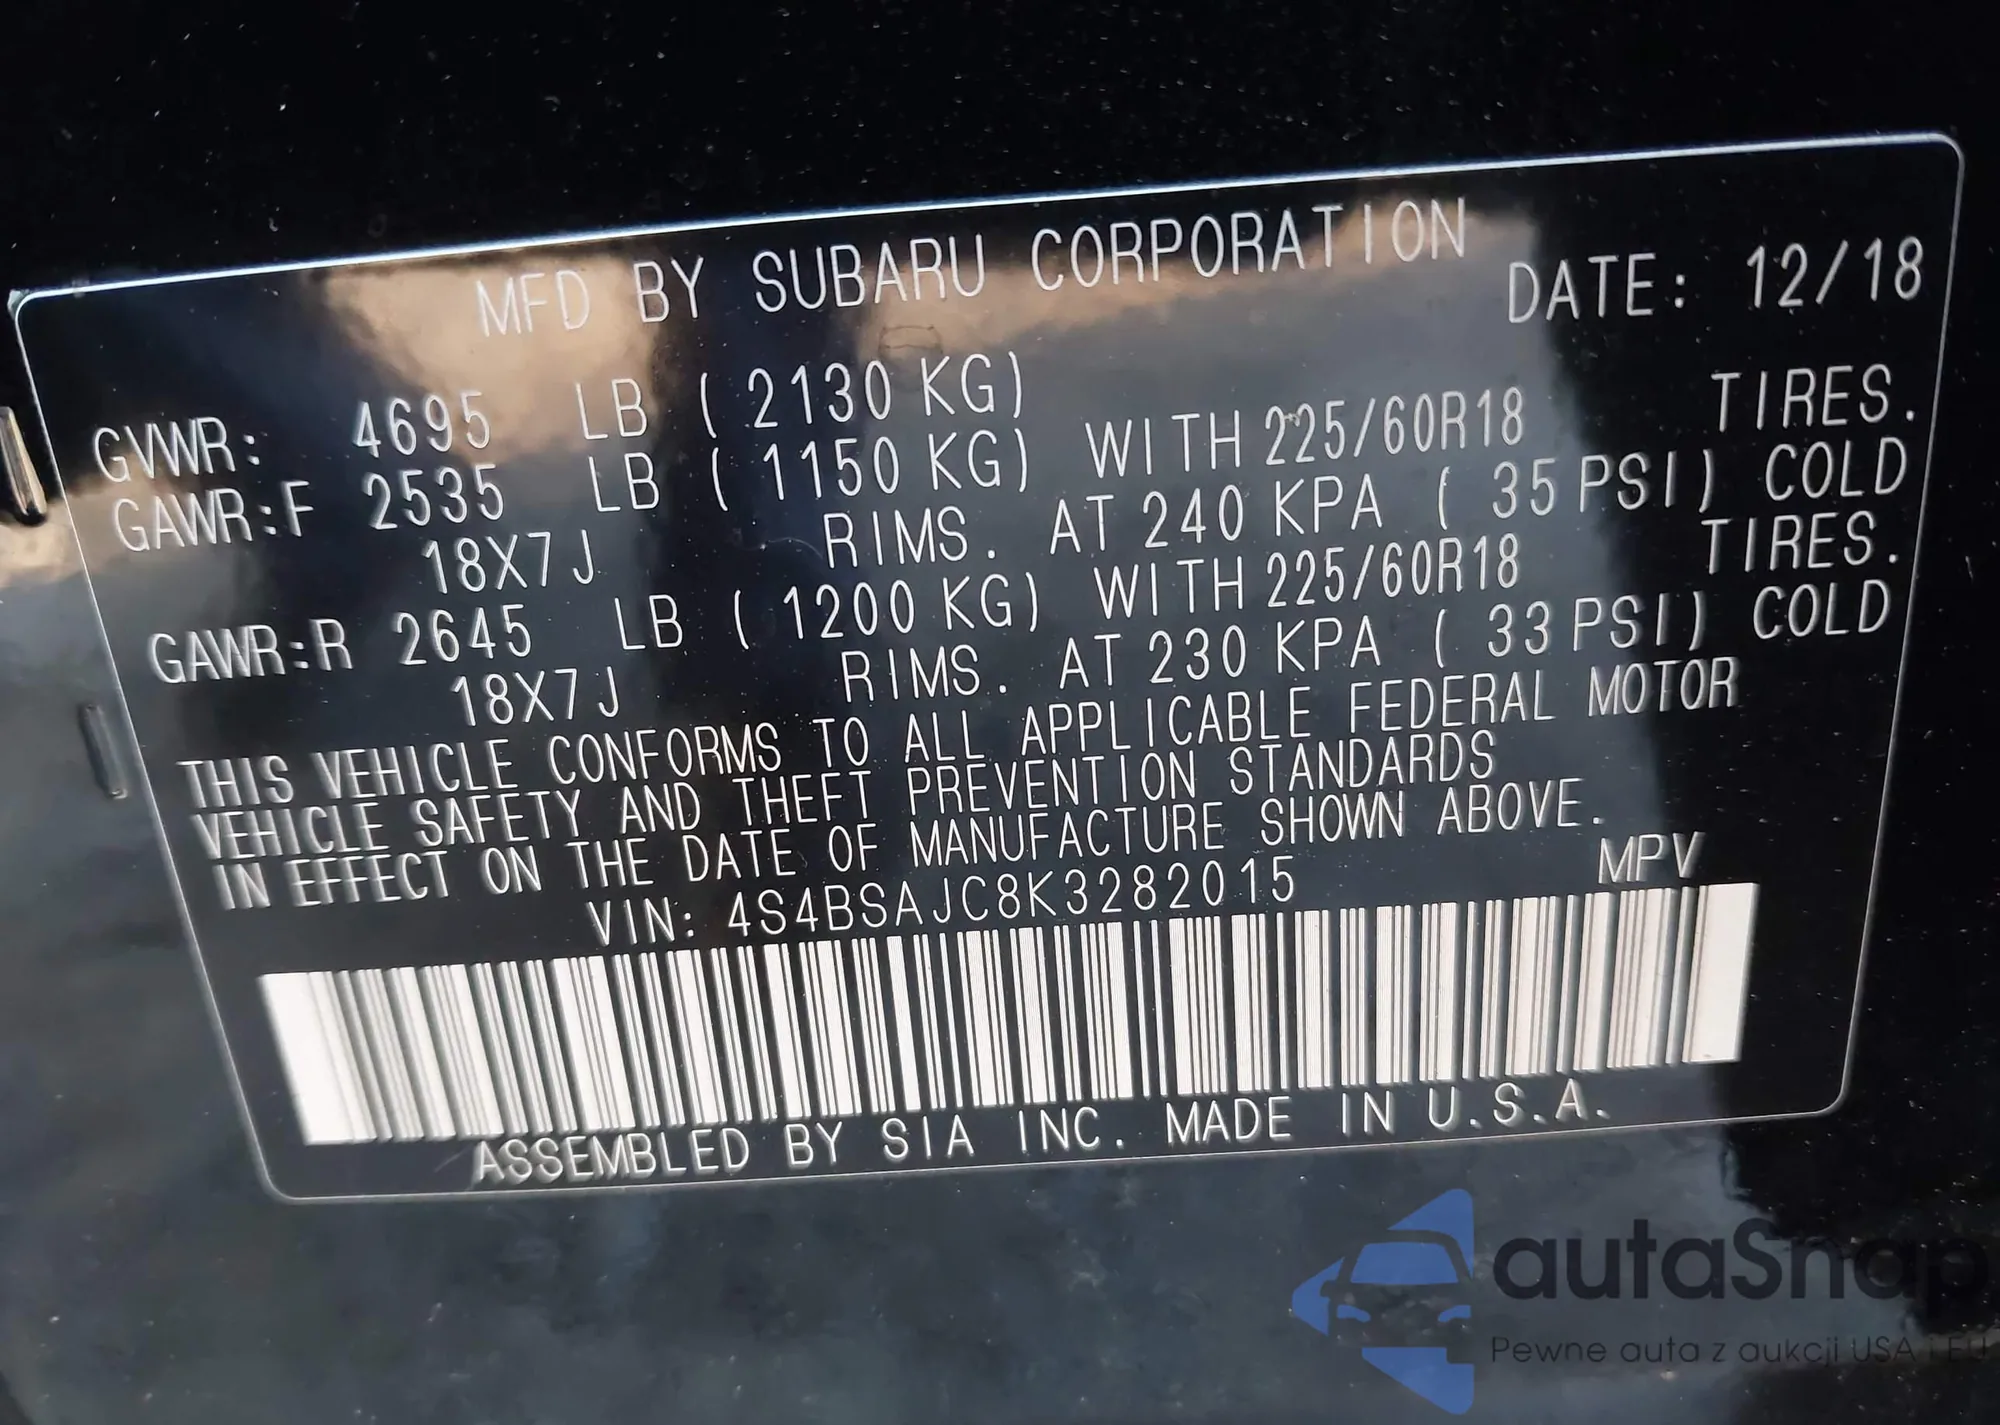 MFD BY SUBARU CORPORATION
DATE: 12/18
GVWR: 4695 LB ( 2130 KG)
GAWR:F 2535 LB ( 1150 KG) WITH 225/60R18 TIRES.
18X7J RIMS. AT 240 KPA ( 35 PSI) COLD
GAWR:R 2645 LB ( 1200 KG) WITH 225/60R18 TIRES.
18X7J RIMS. AT 230 KPA ( 33 PSI) COLD
THIS VEHICLE CONFORMS TO ALL APPLICABLE FEDERAL MOTOR
VEHICLE SAFETY AND THEFT PREVENTION STANDARDS
IN EFFECT ON THE DATE OF MANUFACTURE SHOWN ABOVE.
VIN: 4S4BSAJC8K3282015 MPV
ASSEMBLED BY SIA INC. MADE IN U.S.A.
autaSnap
Pewne auta z aukcji USA i EU